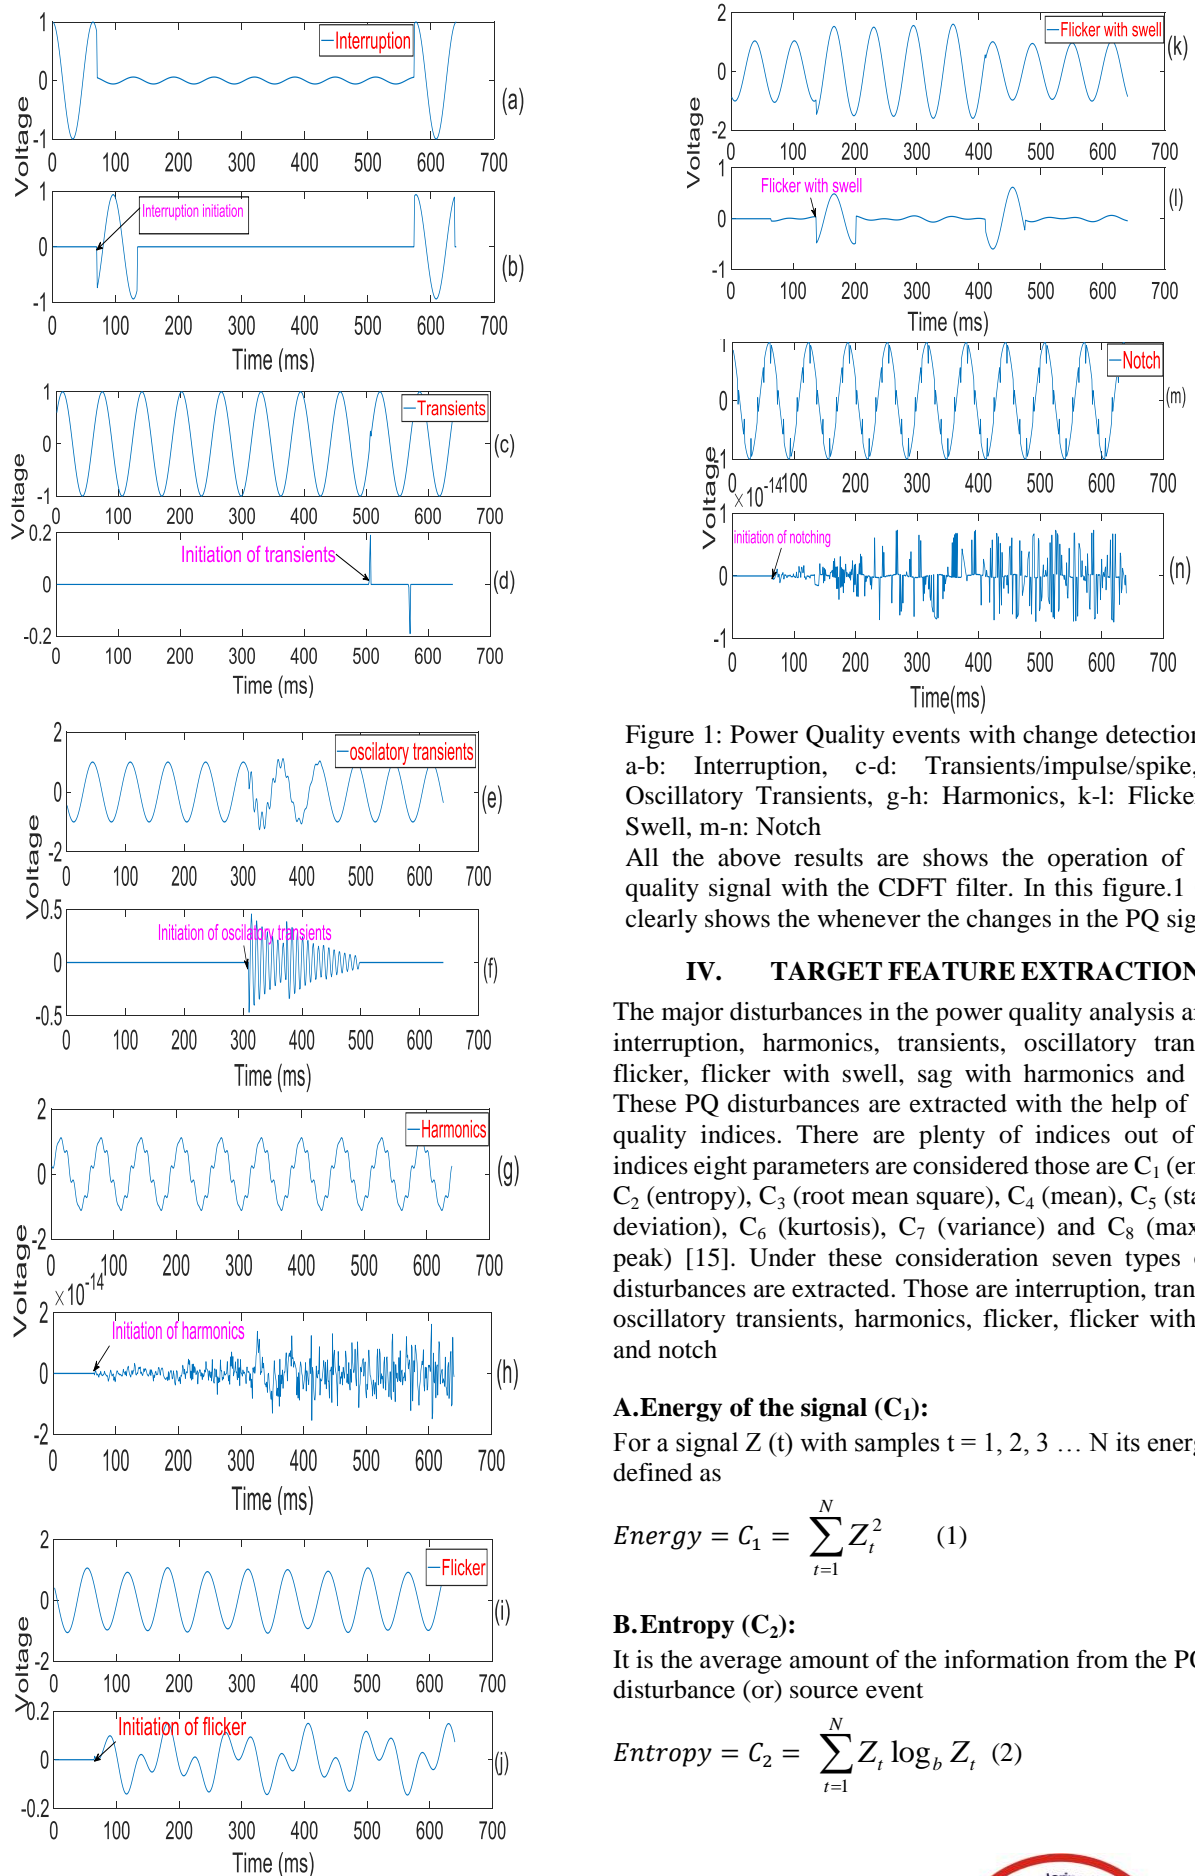 1
0
-1
Interruption
(a)
Voltage
0 100 200 300 400 500 600 700
1
0
-1
Interruption initiation
(b)
0 100 200 300 400 500 600 700
Time (ms)
1
0
-1
Transients
(c)
Voltage
0 100 200 300 400 500 600 700
0.2
0
-0.2
Initiation of transients
(d)
0 100 200 300 400 500 600 700
Time (ms)
2
0
-2
oscilatory transients
(e)
Voltage
0 100 200 300 400 500 600 700
0.5
0
-0.5
Initiation of oscilatory transients
(f)
0 100 200 300 400 500 600 700
Time (ms)
2
0
-2
Harmonics
(g)
Voltage
0 100 200 300 400 500 600 700
×10-14
2
0
-2
Initiation of harmonics
(h)
0 100 200 300 400 500 600 700
Time (ms)
2
0
-2
Flicker
(i)
Voltage
0 100 200 300 400 500 600 700
0.2
0
-0.2
Initiation of flicker
(j)
0 100 200 300 400 500 600 700
Time (ms)
2
0
-2
Flicker with swell
(k)
Voltage
0 100 200 300 400 500 600 700
1
0
-1
Flicker with swell
(l)
0 100 200 300 400 500 600 700
Time (ms)
1
0
-1
Notch
(m)
Voltage
0 100 200 300 400 500 600 700
×10-14
1
0
-1
initiation of notching
(n)
0 100 200 300 400 500 600 700
Time(ms)
Figure 1: Power Quality events with change detection
a-b: Interruption, c-d: Transients/impulse/spike,
Oscillatory Transients, g-h: Harmonics, k-l: Flicker
Swell, m-n: Notch
All the above results are shows the operation of
quality signal with the CDFT filter. In this figure.1
clearly shows the whenever the changes in the PQ sig
IV. TARGET FEATURE EXTRACTION
The major disturbances in the power quality analysis a
interruption, harmonics, transients, oscillatory tran
flicker, flicker with swell, sag with harmonics and
These PQ disturbances are extracted with the help of
quality indices. There are plenty of indices out of
indices eight parameters are considered those are C1 (en
C2 (entropy), C3 (root mean square), C4 (mean), C5 (sta
deviation), C6 (kurtosis), C7 (variance) and C8 (max
peak) [15]. Under these consideration seven types
disturbances are extracted. Those are interruption, tran
oscillatory transients, harmonics, flicker, flicker with
and notch
A.Energy of the signal (C1):
For a signal Z (t) with samples t = 1, 2, 3 … N its energ
defined as
Energy = C1 = ∑_{t=1}^{N} Z_t^2 (1)
B.Entropy (C2):
It is the average amount of the information from the PQ
disturbance (or) source event
Entropy = C2 = ∑_{t=1}^{N} Z_t log_b Z_t (2)